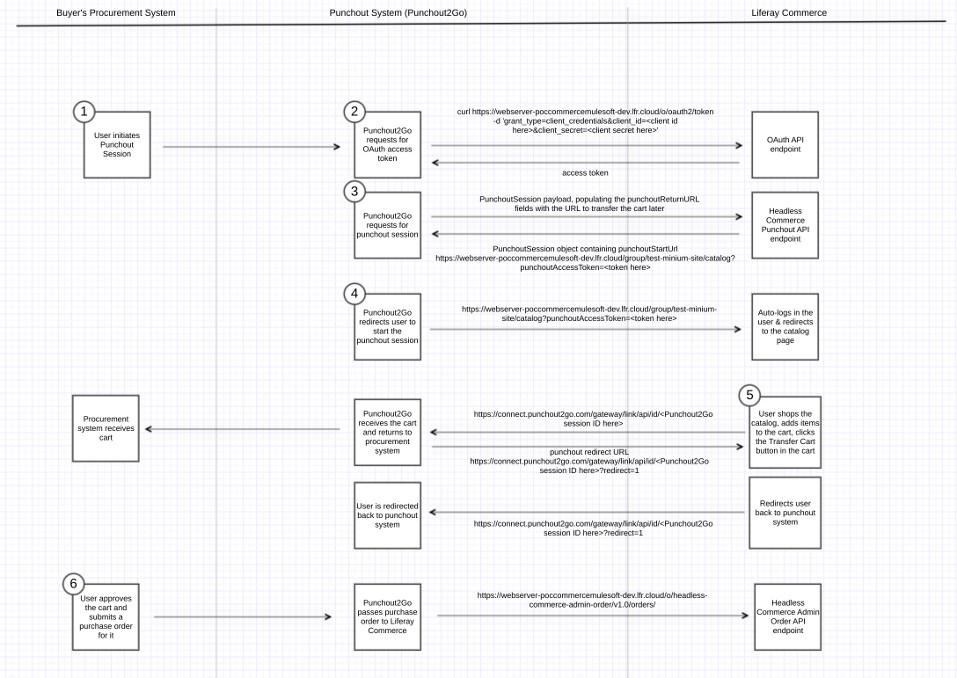 Buyer's Procurement System
Punchout System (Punchout2Go)
Liferay Commerce
1
User initiates
Punchout
Session
2
Punchout2Go
requests for
OAuth access
token
curl https://webserver-poccommercemulesoft-dev.lfr.cloud/o/oauth2/token
-d 'grant_type=client_credentials&client_id=<client id
here>&client_secret=<client secret here>'
access token
OAuth API
endpoint
3
Punchout2Go
requests for
punchout session
PunchoutSession payload, populating the punchoutReturnURL
fields with the URL to transfer the cart later
PunchoutSession object containing punchoutStartUrl
https://webserver-poccommercemulesoft-dev.lfr.cloud/group/test-minium-site/catalog?
punchoutAccessToken=<token here>
Headless
Commerce
Punchout API
endpoint
4
Punchout2Go
redirects user to
start the
punchout session
https://webserver-poccommercemulesoft-dev.lfr.cloud/group/test-minium-
site/catalog?punchoutAccessToken=<token here>
Auto-logs in the
user & redirects
to the catalog
page
Procurement
system receives
cart
Punchout2Go
receives the cart
and returns to
procurement
system
https://connect.punchout2go.com/gateway/link/api/id/<Punchout2Go
session ID here>
punchout redirect URL
https://connect.punchout2go.com/gateway/link/api/id/<Punchout2Go
session ID here>?redirect=1
5
User shops the
catalog, adds items
to the cart, clicks
the Transfer Cart
button in the cart
User is redirected
back to punchout
system
https://connect.punchout2go.com/gateway/link/api/id/<Punchout2Go
session ID here>?redirect=1
Redirects user
back to punchout
system
6
User approves
the cart and
submits a
purchase order
for it
Punchout2Go
passes purchase
order to Liferay
Commerce
https://webserver-poccommercemulesoft-dev.lfr.cloud/o/headless-
commerce-admin-order/v1.0/orders/
Headless
Commerce Admin
Order API
endpoint